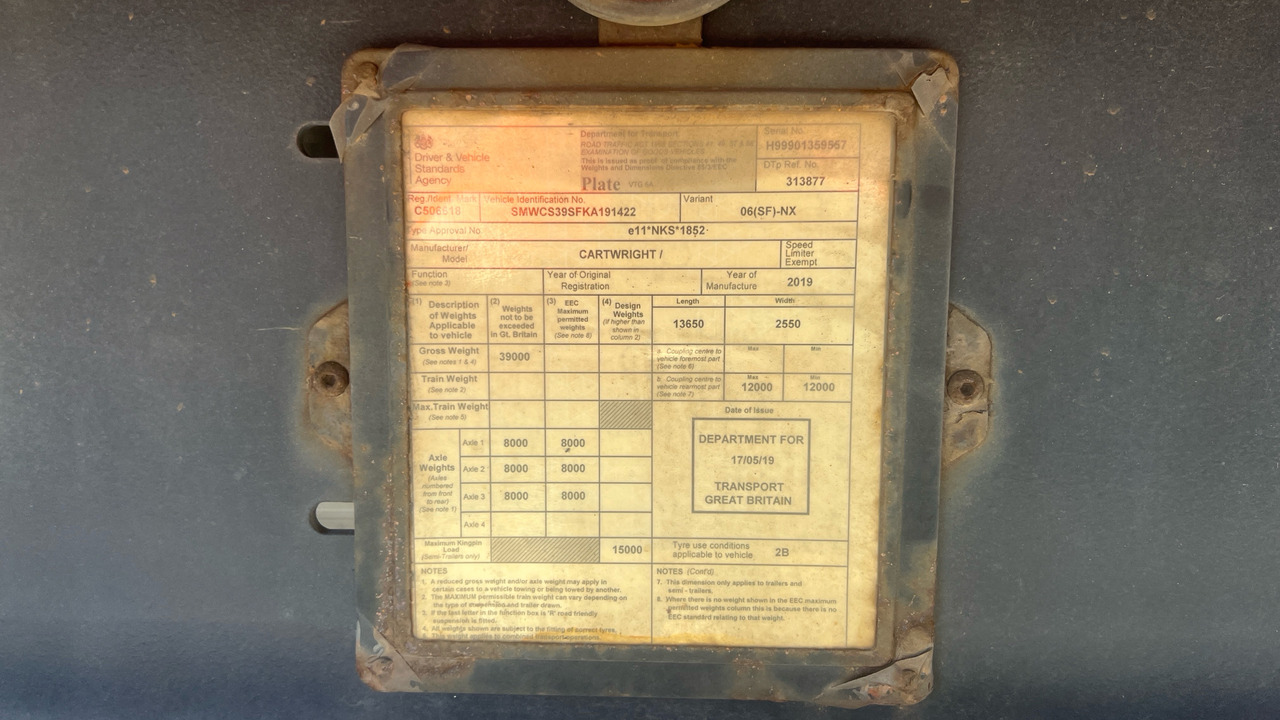 Driver & Vehicle
Standards
Agency
Department for Transport
ROAD TRAFFIC ACT 1988 SECTIONS
EXAMINATION OF GOODS VEHICLES
This is issued as proof of compliance with the
Weights and Dimensions Directive
Plate VTG 6A
Serial No.
H99901359567
DTp Ref. No.
313877
Reg./Ident. Mark
Vehicle Identification No.
SMWCS39SFKA191422
Variant
06(SF)-NX
Type Approval No
e11*NKS*1852
Manufacturer/
Model
CARTWRIGHT /
Speed
Limiter
Exempt
Function
(See note 3)
Year of Original
Registration
Year of
Manufacture
2019
(1) Description
of Weights
Applicable
to vehicle
(2) Weights
not to be
exceeded
in Gt. Britain
(3) EEC
Maximum
permitted
weights
(See note 8)
(4) Design
Weights
(if higher than
shown in
column 2)
Length
13650
Width
2550
Gross Weight
(See notes 1 & 4)
39000
a Coupling centre to
vehicle foremost part
(See note 6)
Max
Min
Train Weight
(See note 2)
b Coupling centre to
vehicle rearmost part
(See note 7)
Max
12000
Min
12000
Max.Train Weight
(See note 5)
Axle
Weights
(Axles
numbered
from front
to rear)
(See note 1)
Axle 1 8000 8000
Axle 2 8000 8000
Axle 3 8000 8000
Axle 4
Date of Issue
DEPARTMENT FOR
17/05/19
TRANSPORT
GREAT BRITAIN
Maximum Kingpin
Load
(Semi-Trailers only)
15000
Tyre use conditions
applicable to vehicle
2B
NOTES
1. A reduced gross weight and/or axle weight may apply in
certain cases to a vehicle towing or being towed by another.
2. The MAXIMUM permissible train weight can vary depending on
the type of and trailer drawn.
3. If the last letter in the function box is 'R' road friendly
suspension is fitted.
4. All weights shown are subject to the fitting of correct tyres.
5. This weight applies to combined transport operations.
NOTES (Cont'd)
7. This dimension only applies to trailers and
semi - trailers.
8. Where there is no weight shown in the EEC maximum
permitted weights column this is because there is no
EEC standard relating to that weight.